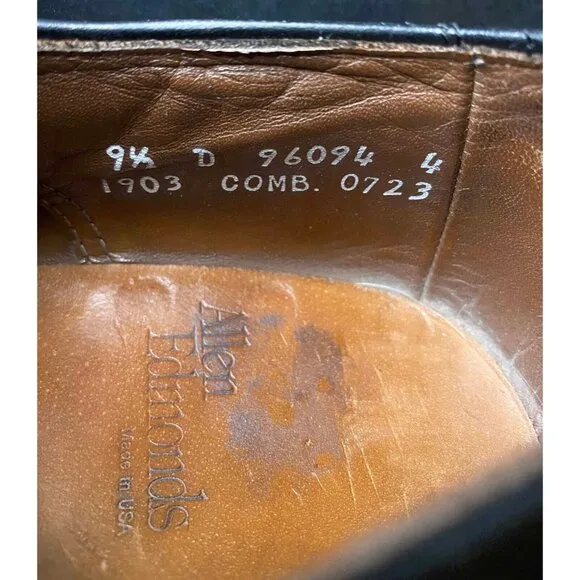 9½ D 96094 4
1903 COMB. 0723
Allen
Edmonds
MADE IN USA